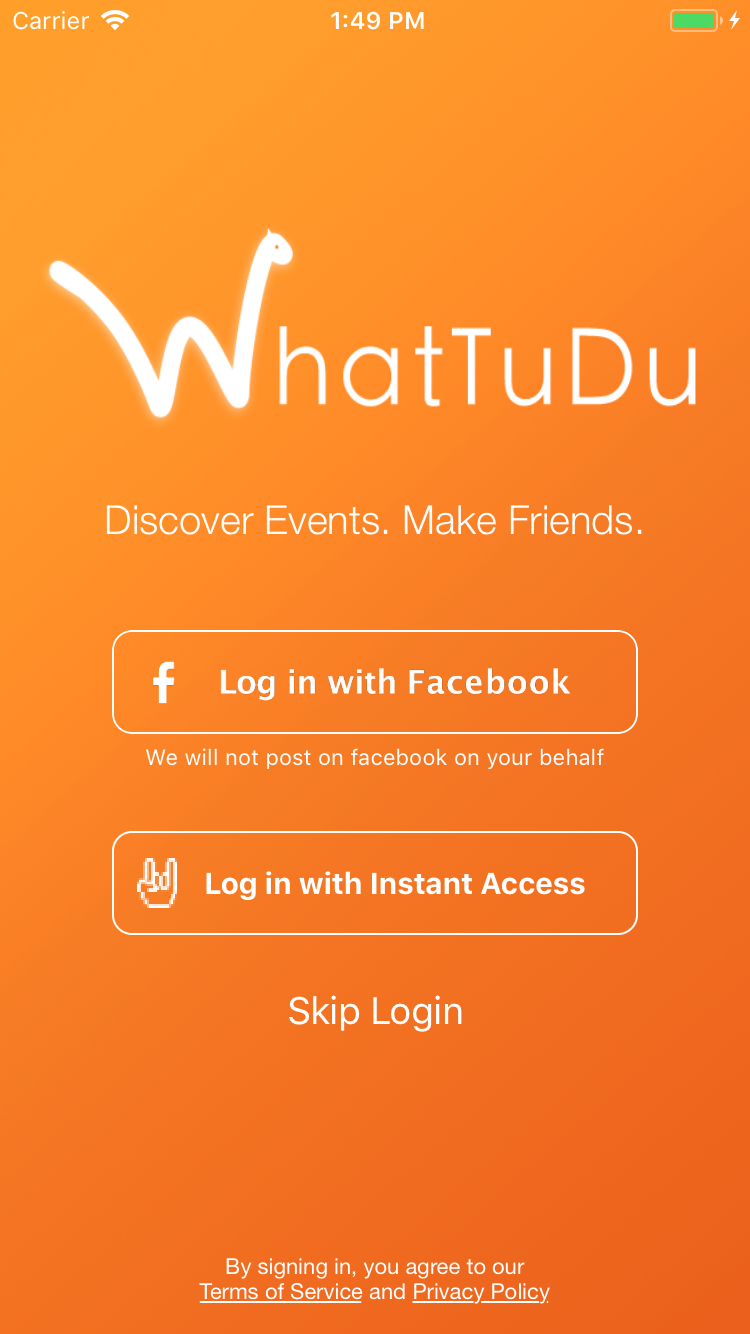 Carrier 1:49 PM
WhatTuDu
Discover Events. Make Friends.
Log in with Facebook
We will not post on facebook on your behalf
Log in with Instant Access
Skip Login
By signing in, you agree to our
Terms of Service and Privacy Policy